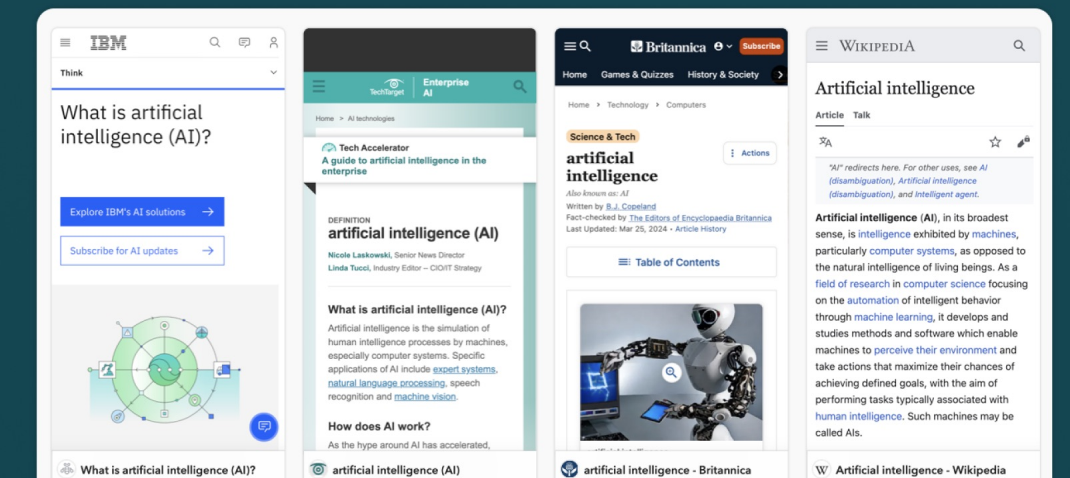 IBM
Think
What is artificial
intelligence (AI)?
Explore IBM's AI solutions
Subscribe for AI updates
What is artificial intelligence (AI)?
TechTarget
Enterprise
AI
Home > AI technologies
Tech Accelerator
A guide to artificial intelligence in the
enterprise
DEFINITION
artificial intelligence (AI)
Nicole Laskowski, Senior News Director
Linda Tucci, Industry Editor – CIO/IT Strategy
What is artificial intelligence (AI)?
Artificial intelligence is the simulation of
human intelligence processes by machines,
especially computer systems. Specific
applications of AI include expert systems,
natural language processing, speech
recognition and machine vision.
How does AI work?
As the hype around AI has accelerated,
artificial intelligence (AI)
Britannica
Subscribe
Home Games & Quizzes History & Society
Home > Technology > Computers
Science & Tech
artificial
intelligence
Actions
Also known as: AI
Written by B.J. Copeland
Fact-checked by The Editors of Encyclopaedia Britannica
Last Updated: Mar 25, 2024 • Article History
Table of Contents
artificial intelligence - Britannica
WIKIPEDIA
Artificial intelligence
Article Talk
"AI" redirects here. For other uses, see AI
(disambiguation), Artificial intelligence
(disambiguation), and Intelligent agent.
Artificial intelligence (AI), in its broadest
sense, is intelligence exhibited by machines,
particularly computer systems, as opposed to
the natural intelligence of living beings. As a
field of research in computer science focusing
on the automation of intelligent behavior
through machine learning, it develops and
studies methods and software which enable
machines to perceive their environment and
take actions that maximize their chances of
achieving defined goals, with the aim of
performing tasks typically associated with
human intelligence. Such machines may be
called AIs.
W Artificial intelligence - Wikipedia